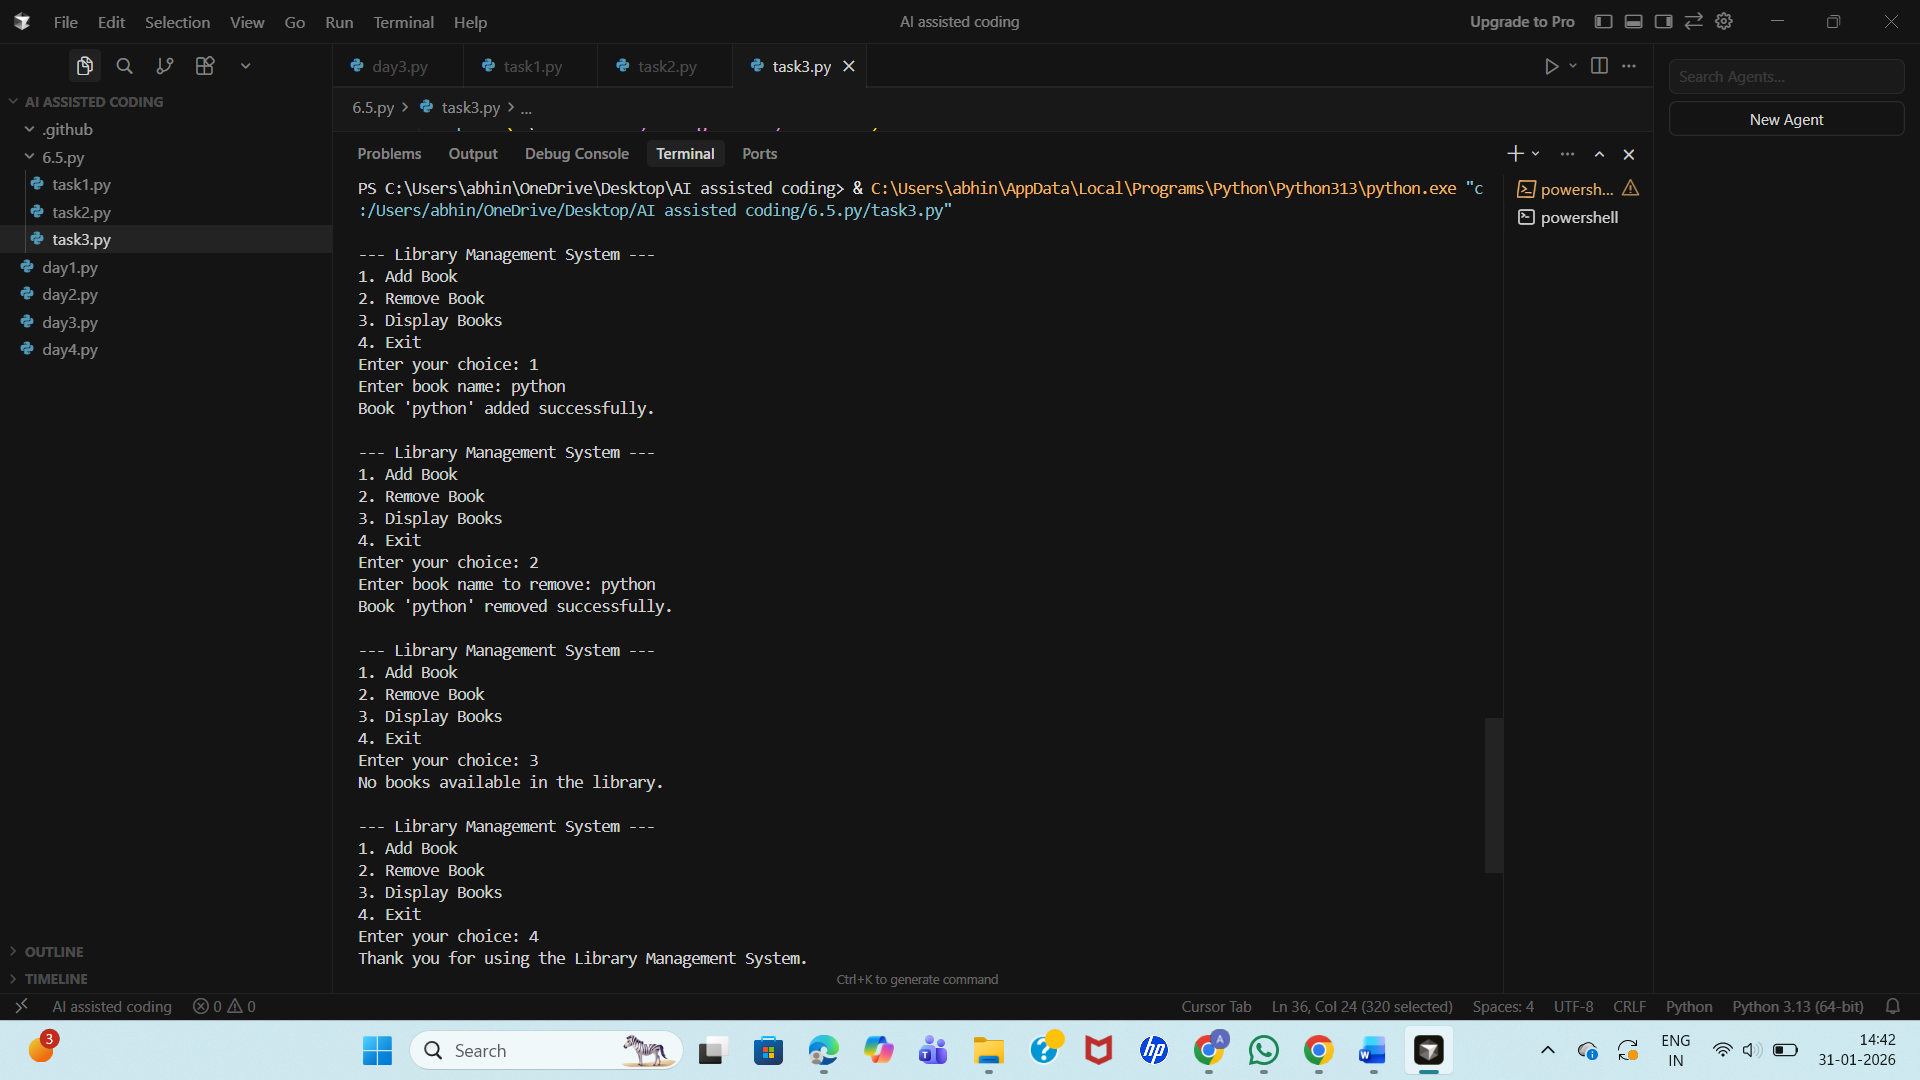 File Edit Selection View Go Run Terminal Help
AI assisted coding
Upgrade to Pro
day3.py task1.py task2.py task3.py
Search Agents...
AI ASSISTED CODING
6.5.py > task3.py > ...
New Agent
.github
6.5.py
task1.py
task2.py
task3.py
day1.py
day2.py
day3.py
day4.py
Problems Output Debug Console Terminal Ports
powersh...
powershell
PS C:\Users\abhin\OneDrive\Desktop\AI assisted coding> & C:\Users\abhin\AppData\Local\Programs\Python\Python313\python.exe "c
:/Users/abhin/OneDrive/Desktop/AI assisted coding/6.5.py/task3.py"
--- Library Management System ---
1. Add Book
2. Remove Book
3. Display Books
4. Exit
Enter your choice: 1
Enter book name: python
Book 'python' added successfully.
--- Library Management System ---
1. Add Book
2. Remove Book
3. Display Books
4. Exit
Enter your choice: 2
Enter book name to remove: python
Book 'python' removed successfully.
--- Library Management System ---
1. Add Book
2. Remove Book
3. Display Books
4. Exit
Enter your choice: 3
No books available in the library.
--- Library Management System ---
1. Add Book
2. Remove Book
3. Display Books
4. Exit
Enter your choice: 4
Thank you for using the Library Management System.
Ctrl+K to generate command
OUTLINE
TIMELINE
AI assisted coding 0 0
Cursor Tab Ln 36, Col 24 (320 selected) Spaces: 4 UTF-8 CRLF Python Python 3.13 (64-bit)
3
Search
A
T
hp
W
ENG
IN
14:42
31-01-2026